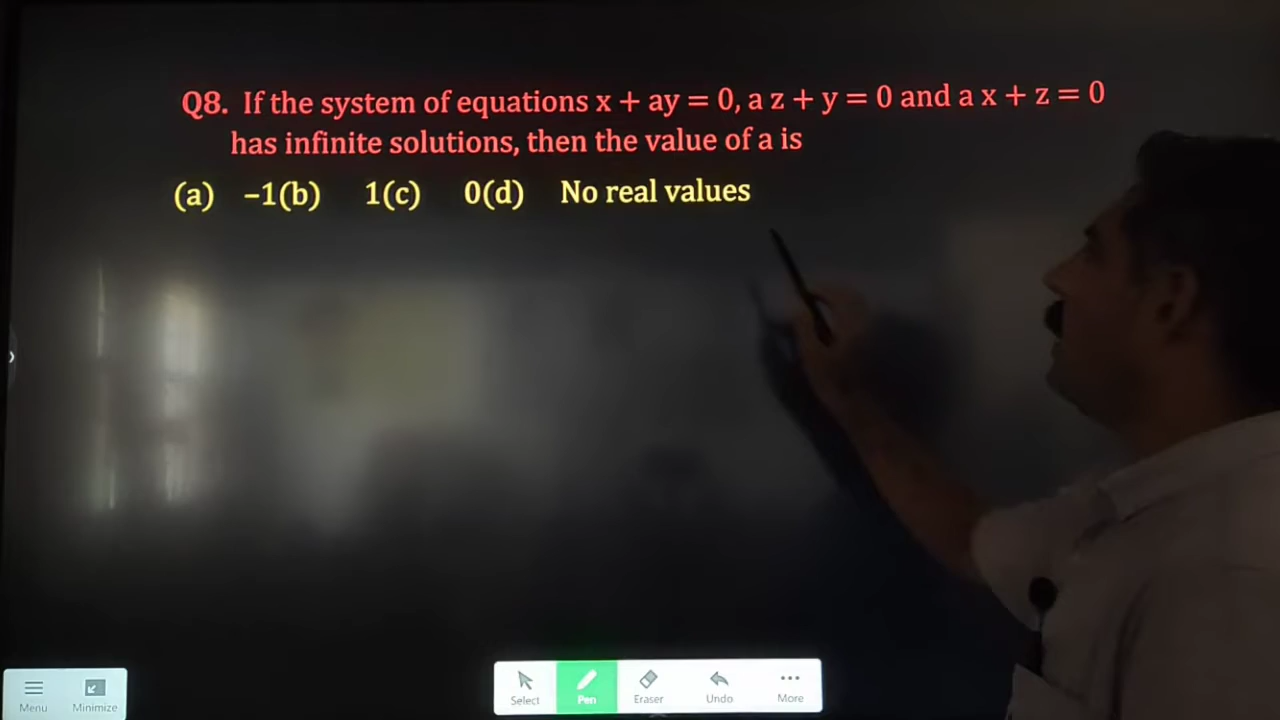 Q8. If the system of equations x + ay = 0, a z + y = 0 and a x + z = 0
has infinite solutions, then the value of a is
(a) –1(b) 1(c) 0(d) No real values
Menu Minimize Select Pen Eraser Undo More